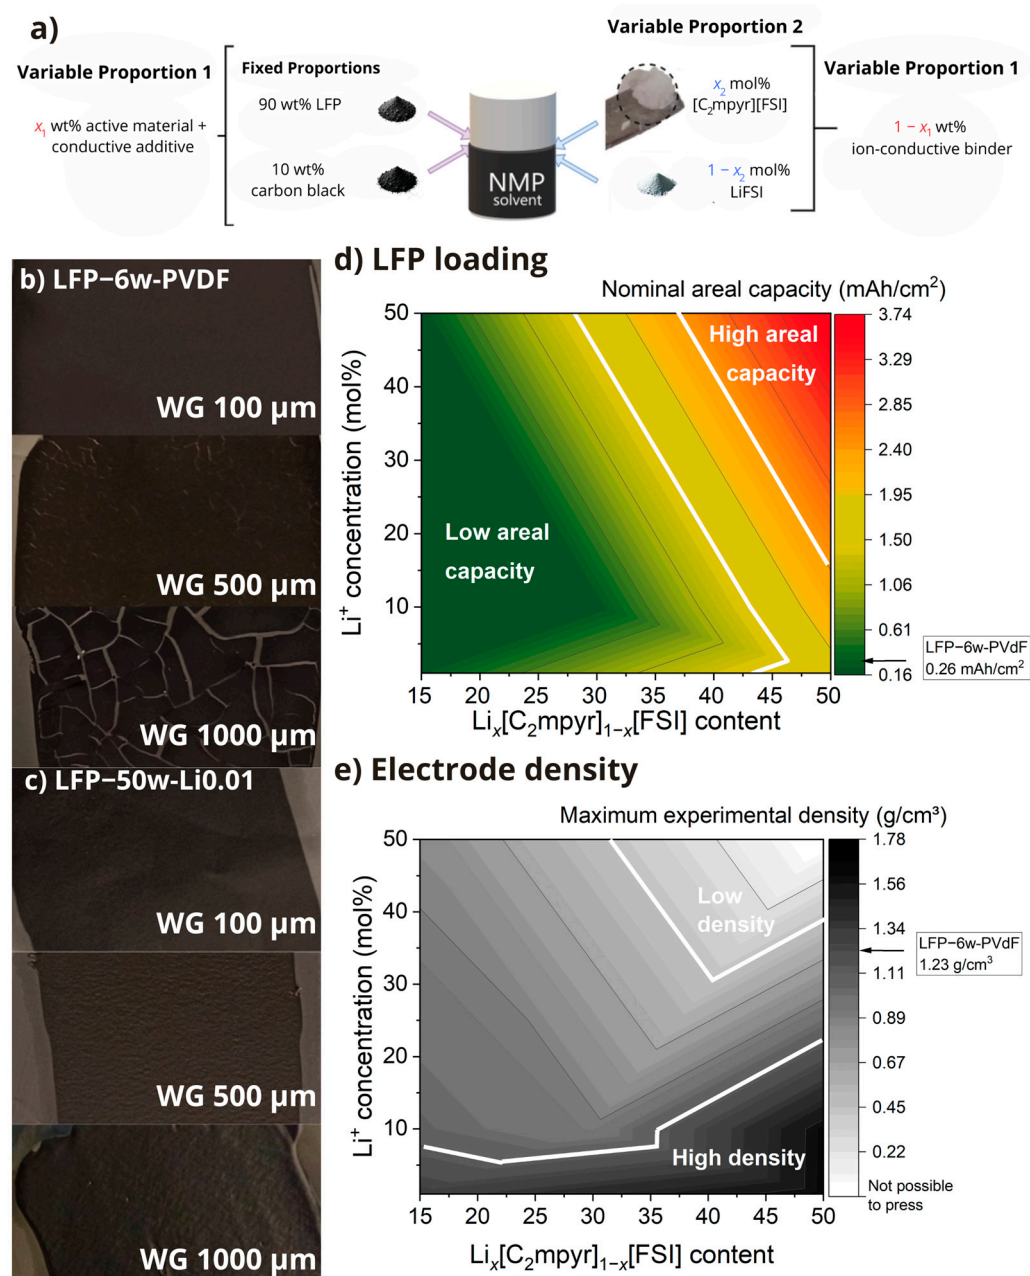 a)
Variable Proportion 1
x₁ wt% active material +
conductive additive
Fixed Proportions
90 wt% LFP
10 wt%
carbon black
NMP
solvent
Variable Proportion 2
x₂ mol%
[C₂mpyr][FSI]
1 − x₂ mol%
LiFSI
Variable Proportion 1
1 − x₁ wt%
ion-conductive binder
b) LFP−6w-PVDF
WG 100 µm
WG 500 µm
WG 1000 µm
c) LFP−50w-Li0.01
WG 100 µm
WG 500 µm
WG 1000 µm
d) LFP loading
Nominal areal capacity (mAh/cm²)
Li⁺ concentration (mol%)
50
40
30
20
10
15 20 25 30 35 40 45 50
Liₓ[C₂mpyr]₁₋ₓ[FSI] content
High areal
capacity
Low areal
capacity
3.74
3.29
2.85
2.40
1.95
1.50
1.06
0.61
0.16
LFP−6w-PVdF
0.26 mAh/cm²
e) Electrode density
Maximum experimental density (g/cm³)
Li⁺ concentration (mol%)
50
40
30
20
10
15 20 25 30 35 40 45 50
Liₓ[C₂mpyr]₁₋ₓ[FSI] content
Low
density
High density
1.78
1.56
1.34
1.11
0.89
0.67
0.45
0.22
Not possible
to press
LFP−6w-PVdF
1.23 g/cm³